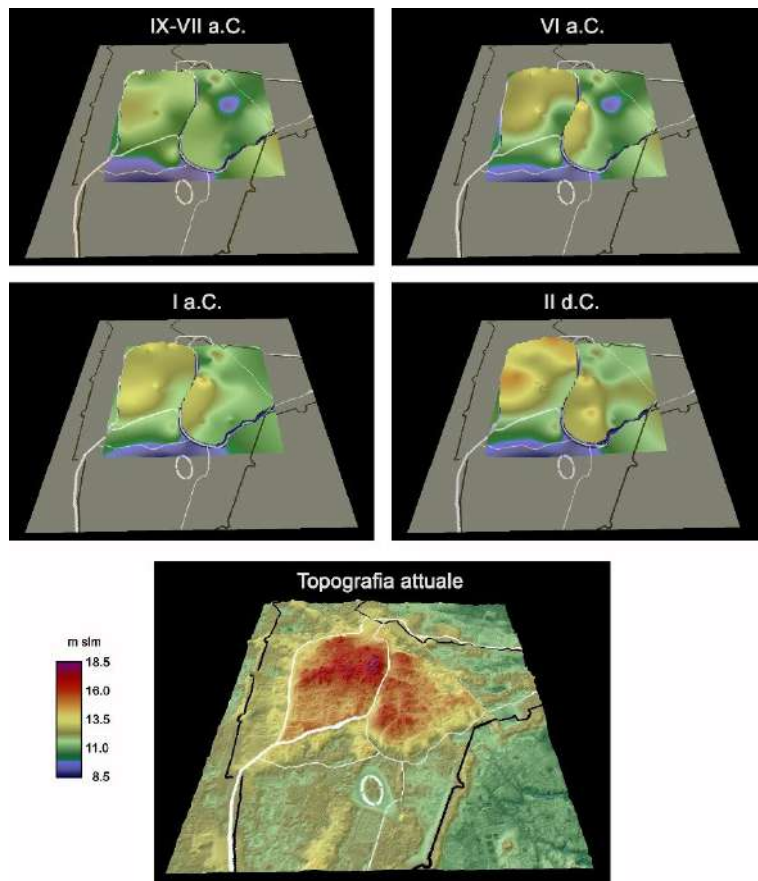 IX-VII a.C.
VI a.C.
I a.C.
II d.C.
Topografia attuale
m slm
18.5
16.0
13.5
11.0
8.5